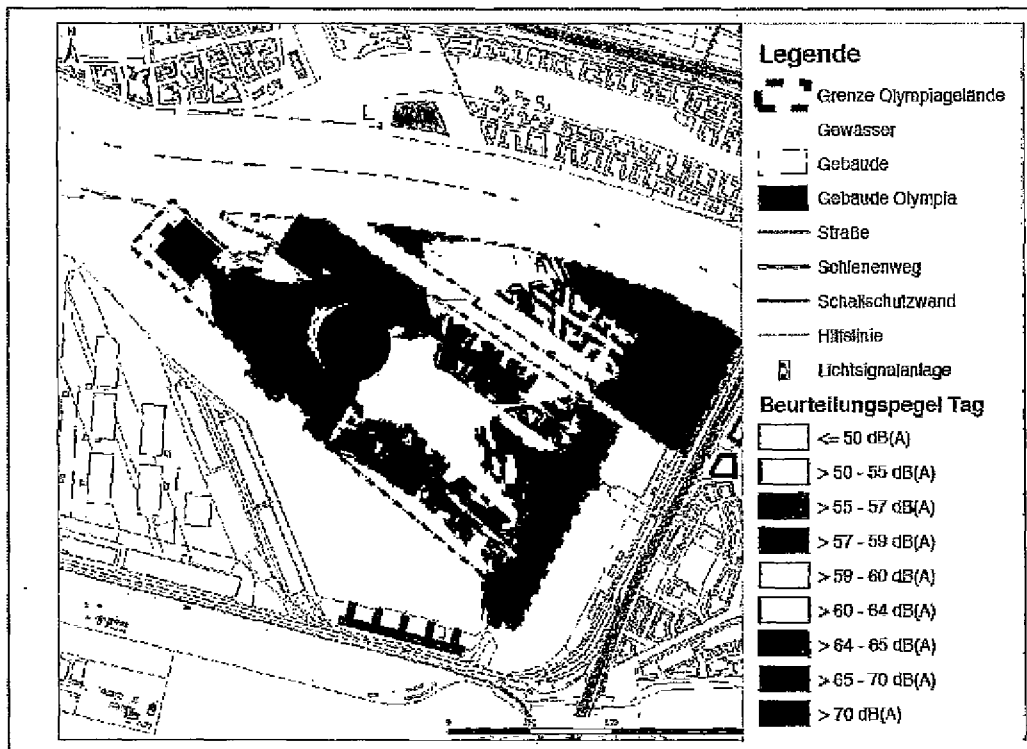 N
Legende
Grenze Olympiagelände
Gewässer
Gebäude
Gebäude Olympia
Straße
Schienenweg
Schallschutzwand
Hilfslinie
Lichtsignalanlage
Beurteilungspegel Tag
<= 50 dB(A)
> 50 - 55 dB(A)
> 55 - 57 dB(A)
> 57 - 59 dB(A)
> 59 - 60 dB(A)
> 60 - 64 dB(A)
> 64 - 65 dB(A)
> 65 - 70 dB(A)
> 70 dB(A)
0